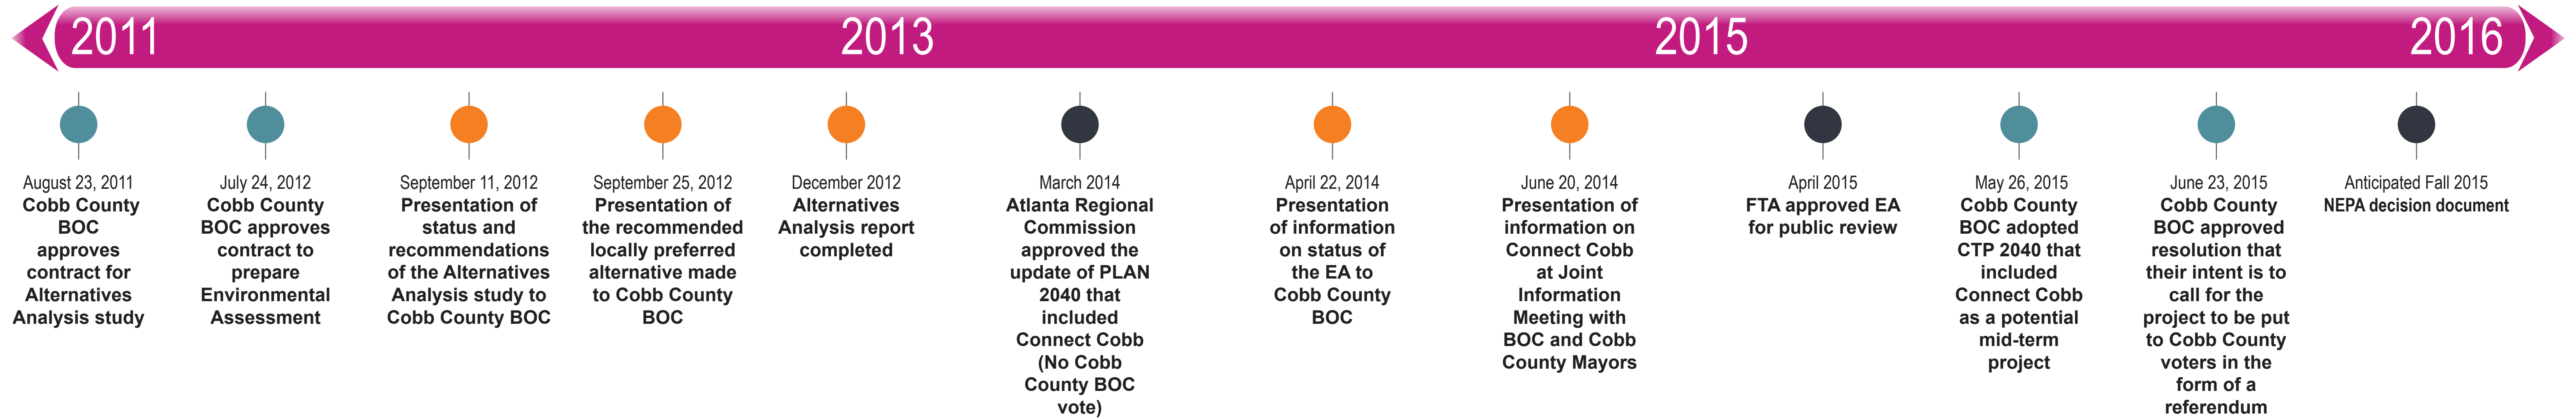 2011
2013
2015
2016
August 23, 2011
Cobb County
BOC
approves
contract for
Alternatives
Analysis study
July 24, 2012
Cobb County
BOC approves
contract to
prepare
Environmental
Assessment
September 11, 2012
Presentation of
status and
recommendations
of the Alternatives
Analysis study to
Cobb County BOC
September 25, 2012
Presentation of
the recommended
locally preferred
alternative made
to Cobb County
BOC
December 2012
Alternatives
Analysis report
completed
March 2014
Atlanta Regional
Commission
approved the
update of PLAN
2040 that
included
Connect Cobb
(No Cobb
County BOC
vote)
April 22, 2014
Presentation
of information
on status of
the EA to
Cobb County
BOC
June 20, 2014
Presentation of
information on
Connect Cobb
at Joint
Information
Meeting with
BOC and Cobb
County Mayors
April 2015
FTA approved EA
for public review
May 26, 2015
Cobb County
BOC adopted
CTP 2040 that
included
Connect Cobb
as a potential
mid-term
project
June 23, 2015
Cobb County
BOC approved
resolution that
their intent is to
call for the
project to be put
to Cobb County
voters in the
form of a
referendum
Anticipated Fall 2015
NEPA decision document